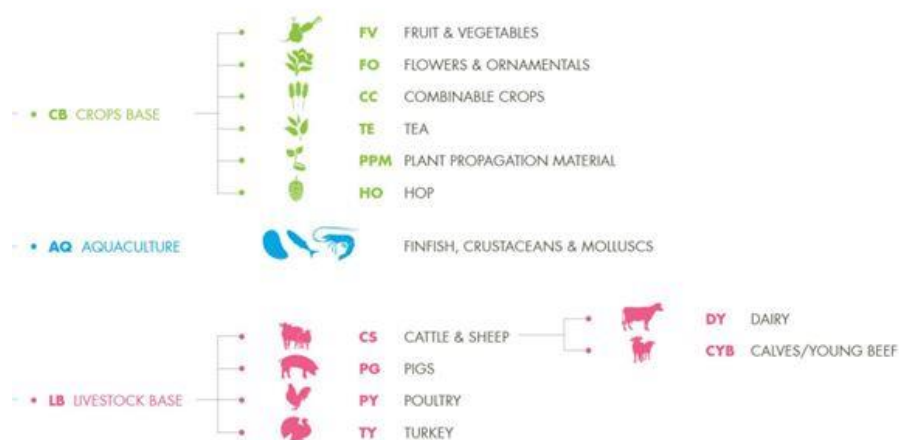 FV FRUIT & VEGETABLES
FO FLOWERS & ORNAMENTALS
CC COMBINABLE CROPS
CB CROPS BASE
TE TEA
PPM PLANT PROPAGATION MATERIAL
HO HOP
AQ AQUACULTURE FINFISH, CRUSTACEANS & MOLLUSCS
DY DAIRY
CS CATTLE & SHEEP
CYB CALVES/YOUNG BEEF
PG PIGS
LB LIVESTOCK BASE PY POULTRY
TY TURKEY